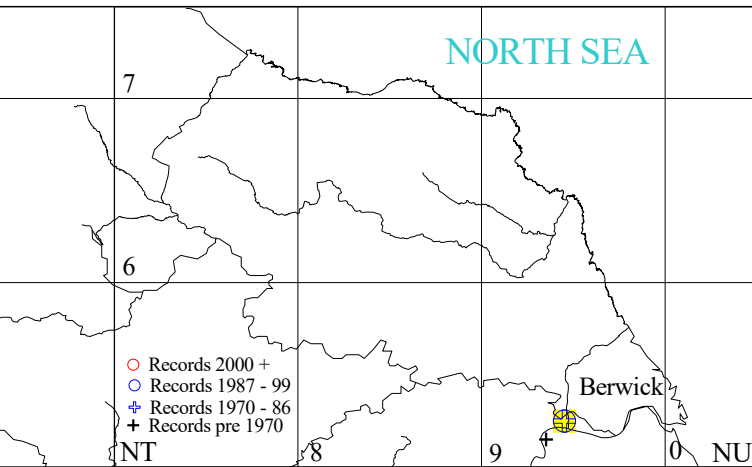 NORTH SEA
7
6
Records 2000 +
Records 1987 - 99
Records 1970 - 86
Records pre 1970
Berwick
NT
8
9
0
NU